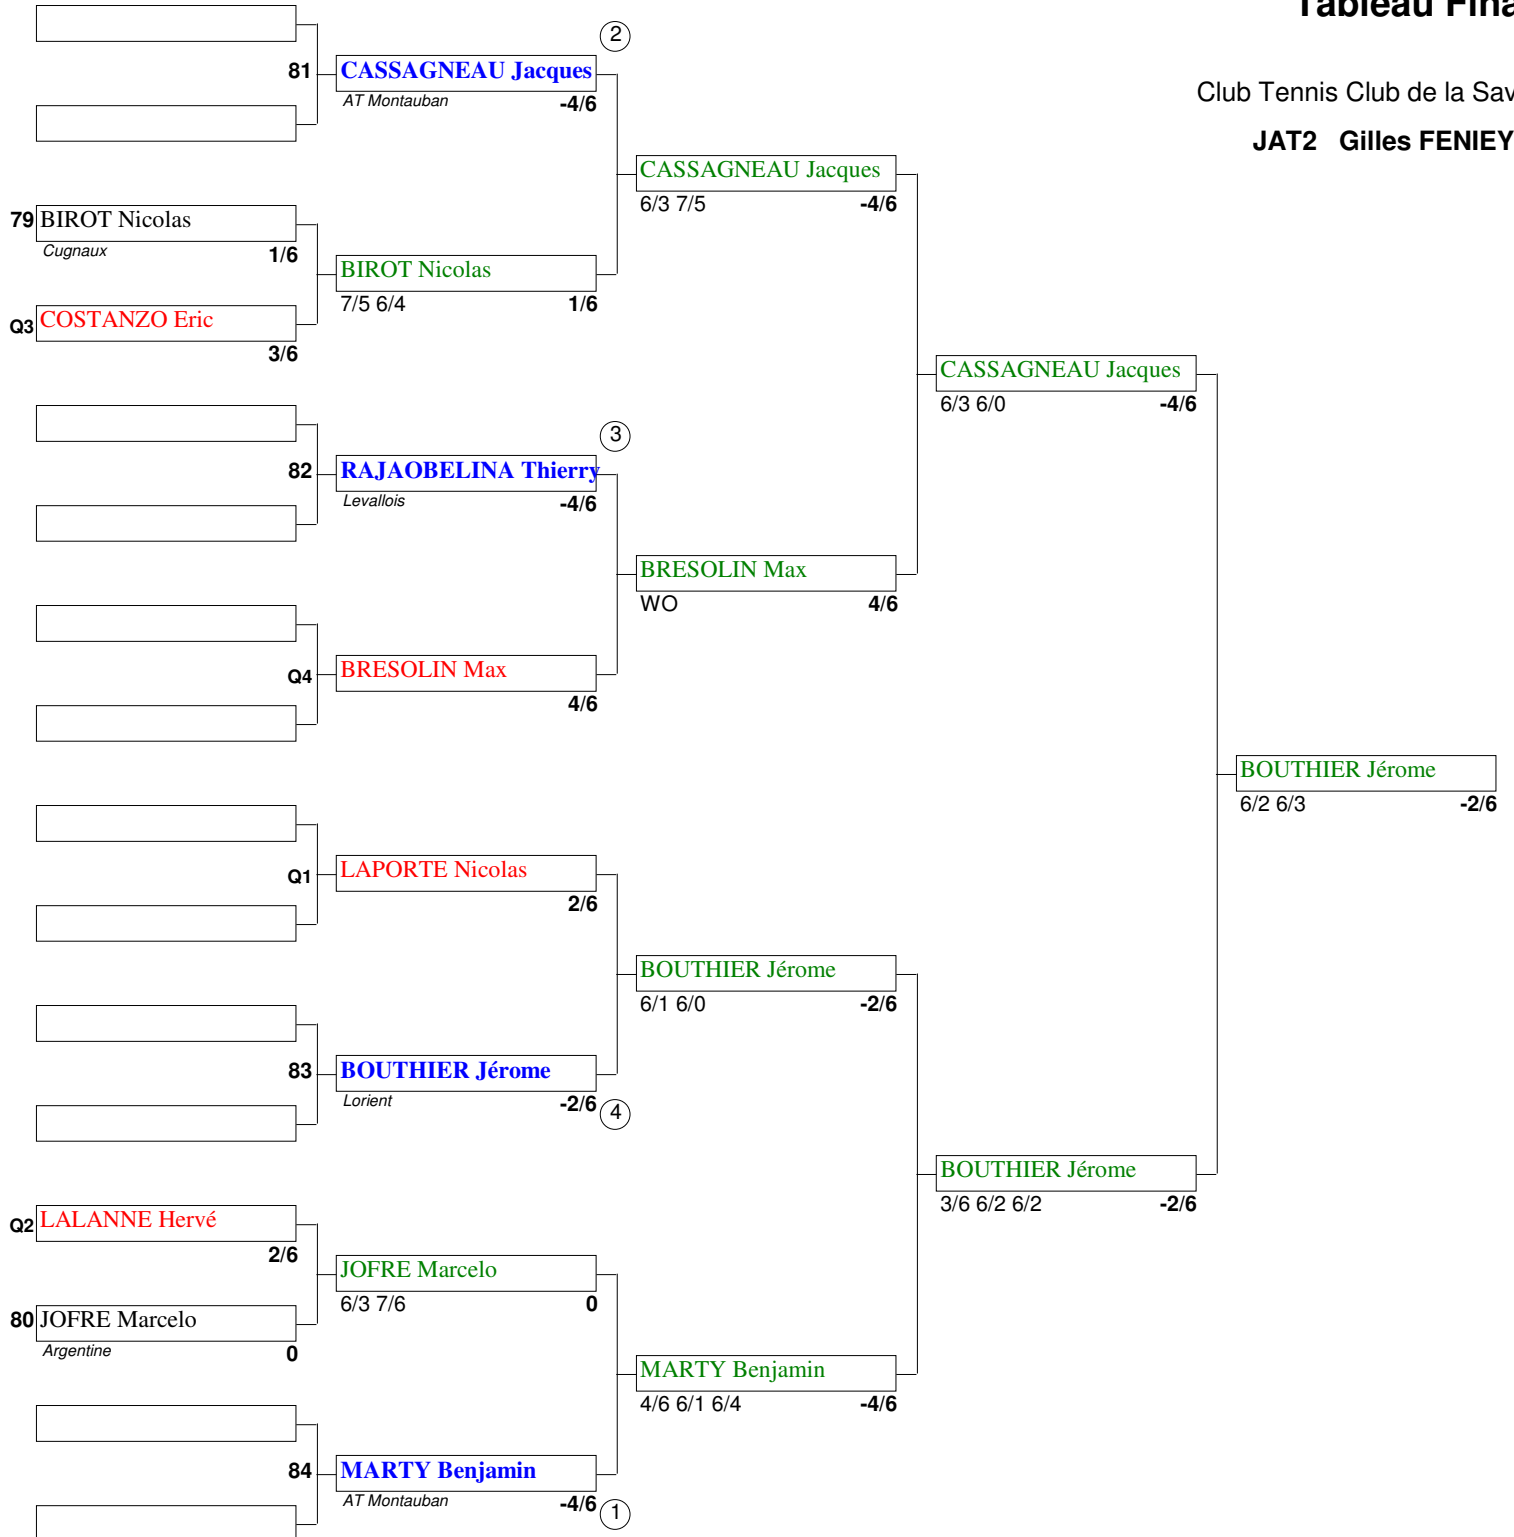 Tableau Fina
Club Tennis Club de la Sav
JAT2 Gilles FENIEY
2
81 CASSAGNEAU Jacques
AT Montauban -4/6
CASSAGNEAU Jacques
6/3 7/5 -4/6
79 BIROT Nicolas
Cugnaux 1/6
BIROT Nicolas
7/5 6/4 1/6
Q3 COSTANZO Eric
3/6
CASSAGNEAU Jacques
6/3 6/0 -4/6
3
82 RAJAOBELINA Thierry
Levallois -4/6
BRESOLIN Max
WO 4/6
Q4 BRESOLIN Max
4/6
BOUTHIER Jérome
6/2 6/3 -2/6
Q1 LAPORTE Nicolas
2/6
BOUTHIER Jérome
6/1 6/0 -2/6
83 BOUTHIER Jérome
Lorient -2/6
4
BOUTHIER Jérome
3/6 6/2 6/2 -2/6
Q2 LALANNE Hervé
2/6
JOFRE Marcelo
6/3 7/6 0
80 JOFRE Marcelo
Argentine 0
MARTY Benjamin
4/6 6/1 6/4 -4/6
84 MARTY Benjamin
AT Montauban -4/6
1